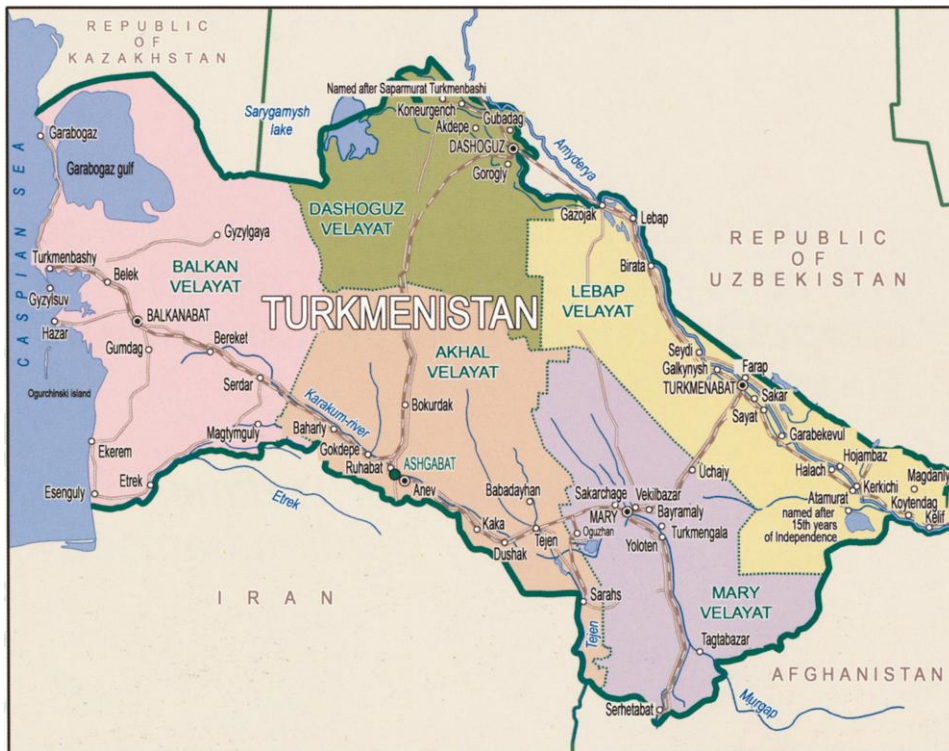 REPUBLIC
OF
KAZAKHSTAN
Sarygamysh
lake
Named after Saparmurat Turkmenbashi
Koneurgench
Akdepe
Gubadag
DASHOGUZ
Gorogly
Amyderya
Garabogaz
Garabogaz gulf
CASPIAN SEA
DASHOGUZ
VELAYAT
Gazojak
Lebap
Gyzylgaya
REPUBLIC
OF
UZBEKISTAN
Turkmenbashy
Belek
BALKAN
VELAYAT
Birata
Gyzylsuv
Hazar
BALKANABAT
TURKMENISTAN
LEBAP
VELAYAT
Gumdag
Bereket
AKHAL
VELAYAT
Seydi
Galkynysh
Farap
TURKMENABAT
Ogurchinski island
Serdar
Sakar
Sayat
Karakum-river
Bokurdak
Magtymguly
Baharly
Garabekevul
Ekerem
Gokdepe
Ruhabat
ASHGABAT
Hojambaz
Halach
Magdanly
Uchajy
Kerkichi
Etrek
Esenguly
Anev
Babadayhan
Sakarchage
Vekilbazar
Atamurat
Koytendag
Etrek
MARY
Bayramaly
named after
15th years
of Independence
Kelif
Kaka
Tejen
Oguzhan
Turkmengala
Dushak
Yoloten
IRAN
Sarahs
MARY
VELAYAT
Tejen
Tagtabazar
AFGHANISTAN
Serhetabat
Murgap